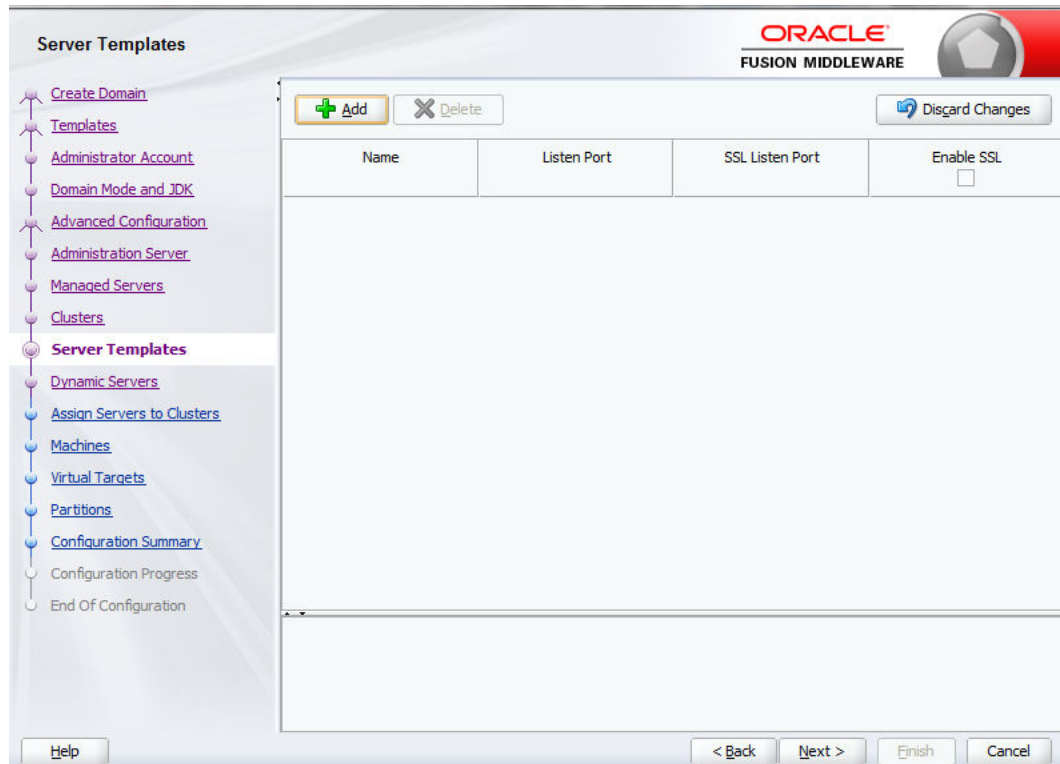 Server Templates
ORACLE
FUSION MIDDLEWARE
Create Domain
Templates
Administrator Account
Domain Mode and JDK
Advanced Configuration
Administration Server
Managed Servers
Clusters
Server Templates
Dynamic Servers
Assign Servers to Clusters
Machines
Virtual Targets
Partitions
Configuration Summary
Configuration Progress
End Of Configuration
Add Delete Discard Changes
Name Listen Port SSL Listen Port Enable SSL
Help < Back Next > Finish Cancel